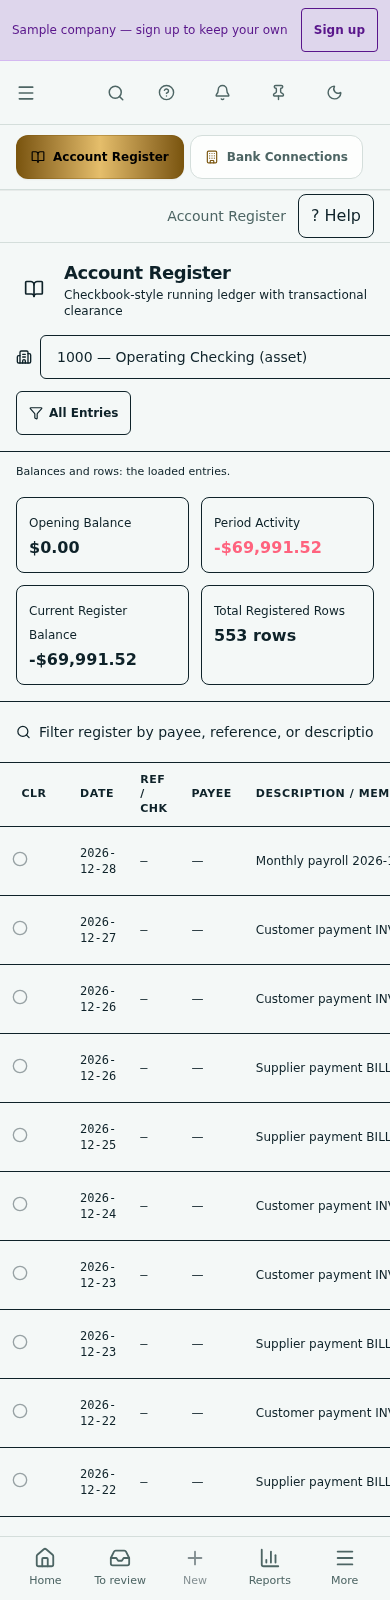 Sample company — sign up to keep your own
Sign up
Account Register
Bank Connections
Account Register
? Help
Account Register
Checkbook-style running ledger with transactional
clearance
1000 — Operating Checking (asset)
All Entries
Balances and rows: the loaded entries.
Opening Balance
$0.00
Period Activity
-$69,991.52
Current Register
Balance
-$69,991.52
Total Registered Rows
553 rows
Filter register by payee, reference, or descriptio
CLR DATE REF / CHK PAYEE DESCRIPTION / MEM
2026-12-28 — — Monthly payroll 2026-1
2026-12-27 — — Customer payment INV
2026-12-26 — — Customer payment INV
2026-12-26 — — Supplier payment BILL
2026-12-25 — — Supplier payment BILL
2026-12-24 — — Customer payment INV
2026-12-23 — — Customer payment INV
2026-12-23 — — Supplier payment BILL
2026-12-22 — — Customer payment INV
2026-12-22 — — Supplier payment BILL
Home
To review
New
Reports
More